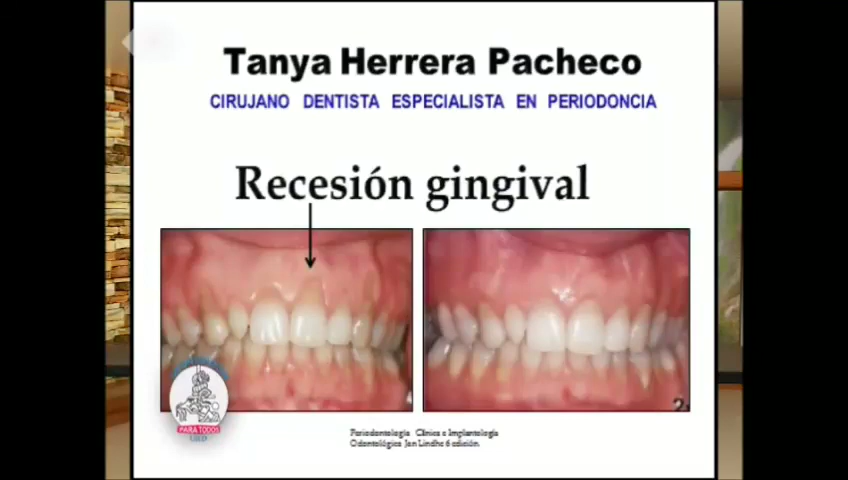 Tanya Herrera Pacheco
CIRUJANO DENTISTA ESPECIALISTA EN PERIODONCIA
Recesión gingival
PARA TODOS
Periodontología Clínica e Implantología
Odontológica Jan Lindhe 6 edición.